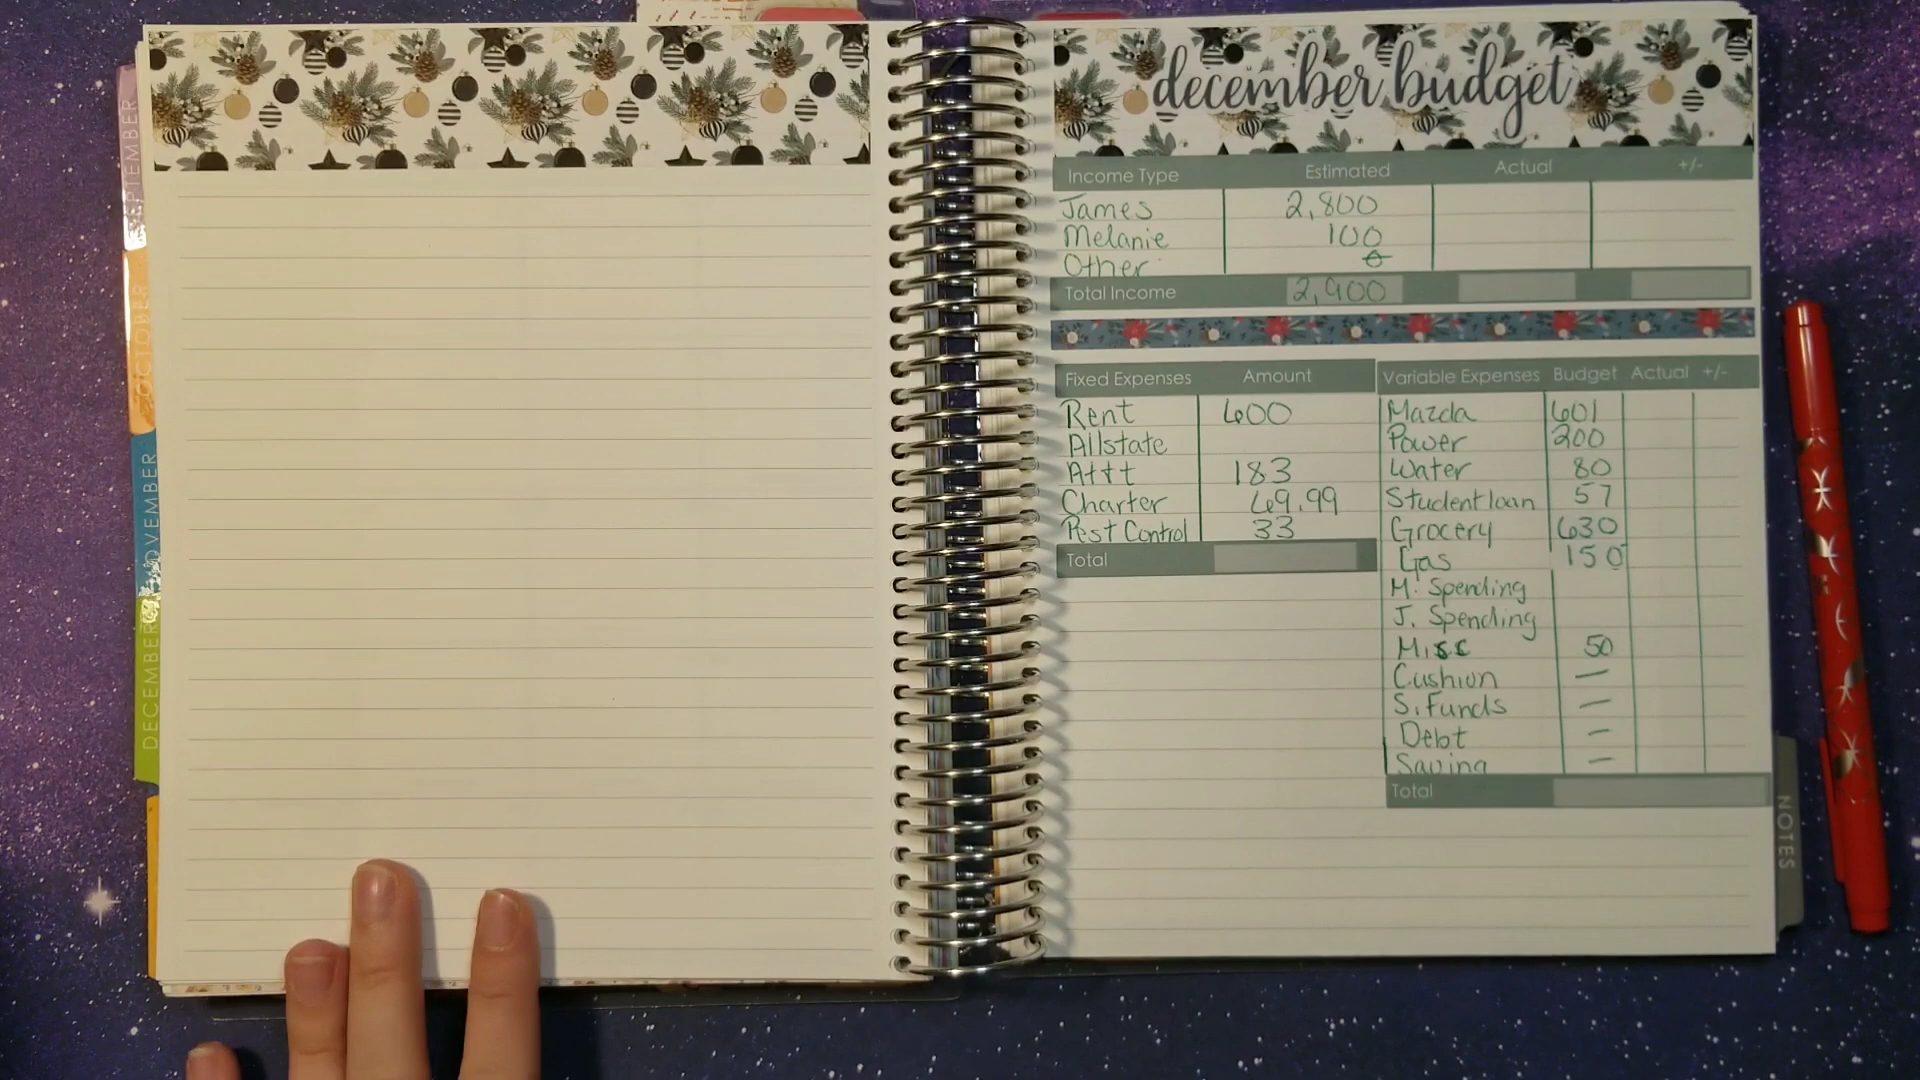 SEPTEMBER
OCTOBER
NOVEMBER
DECEMBER
december budget
Income Type Estimated Actual +/-
James 2,800
Melanie 100
Other 0
Total Income 2,900
Fixed Expenses Amount
Rent 600
Allstate
At+t 183
Charter 69.99
Pest Control 33
Total
Variable Expenses Budget Actual +/-
Mazda 601
Power 200
Water 80
Student loan 57
Grocery 630
Gas 150
M. Spending
J. Spending
Misc 50
Cushion —
S. Funds —
Debt —
Saving —
Total
NOTES